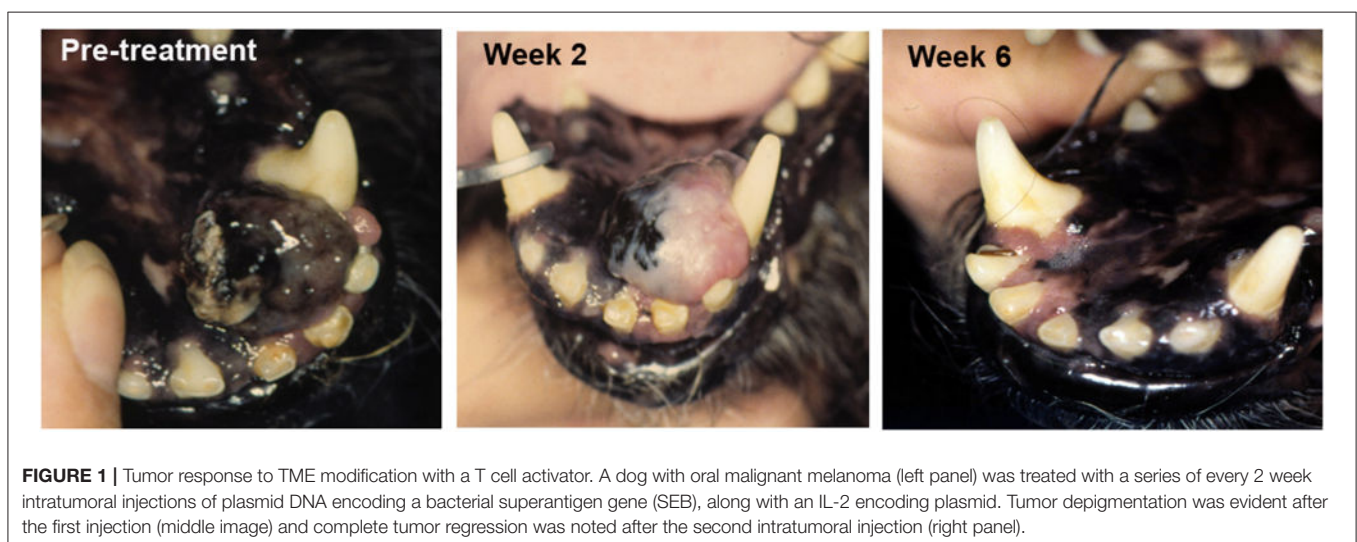 Pre-treatment
Week 2
Week 6
FIGURE 1 | Tumor response to TME modification with a T cell activator. A dog with oral malignant melanoma (left panel) was treated with a series of every 2 week
intratumoral injections of plasmid DNA encoding a bacterial superantigen gene (SEB), along with an IL-2 encoding plasmid. Tumor depigmentation was evident after
the first injection (middle image) and complete tumor regression was noted after the second intratumoral injection (right panel).